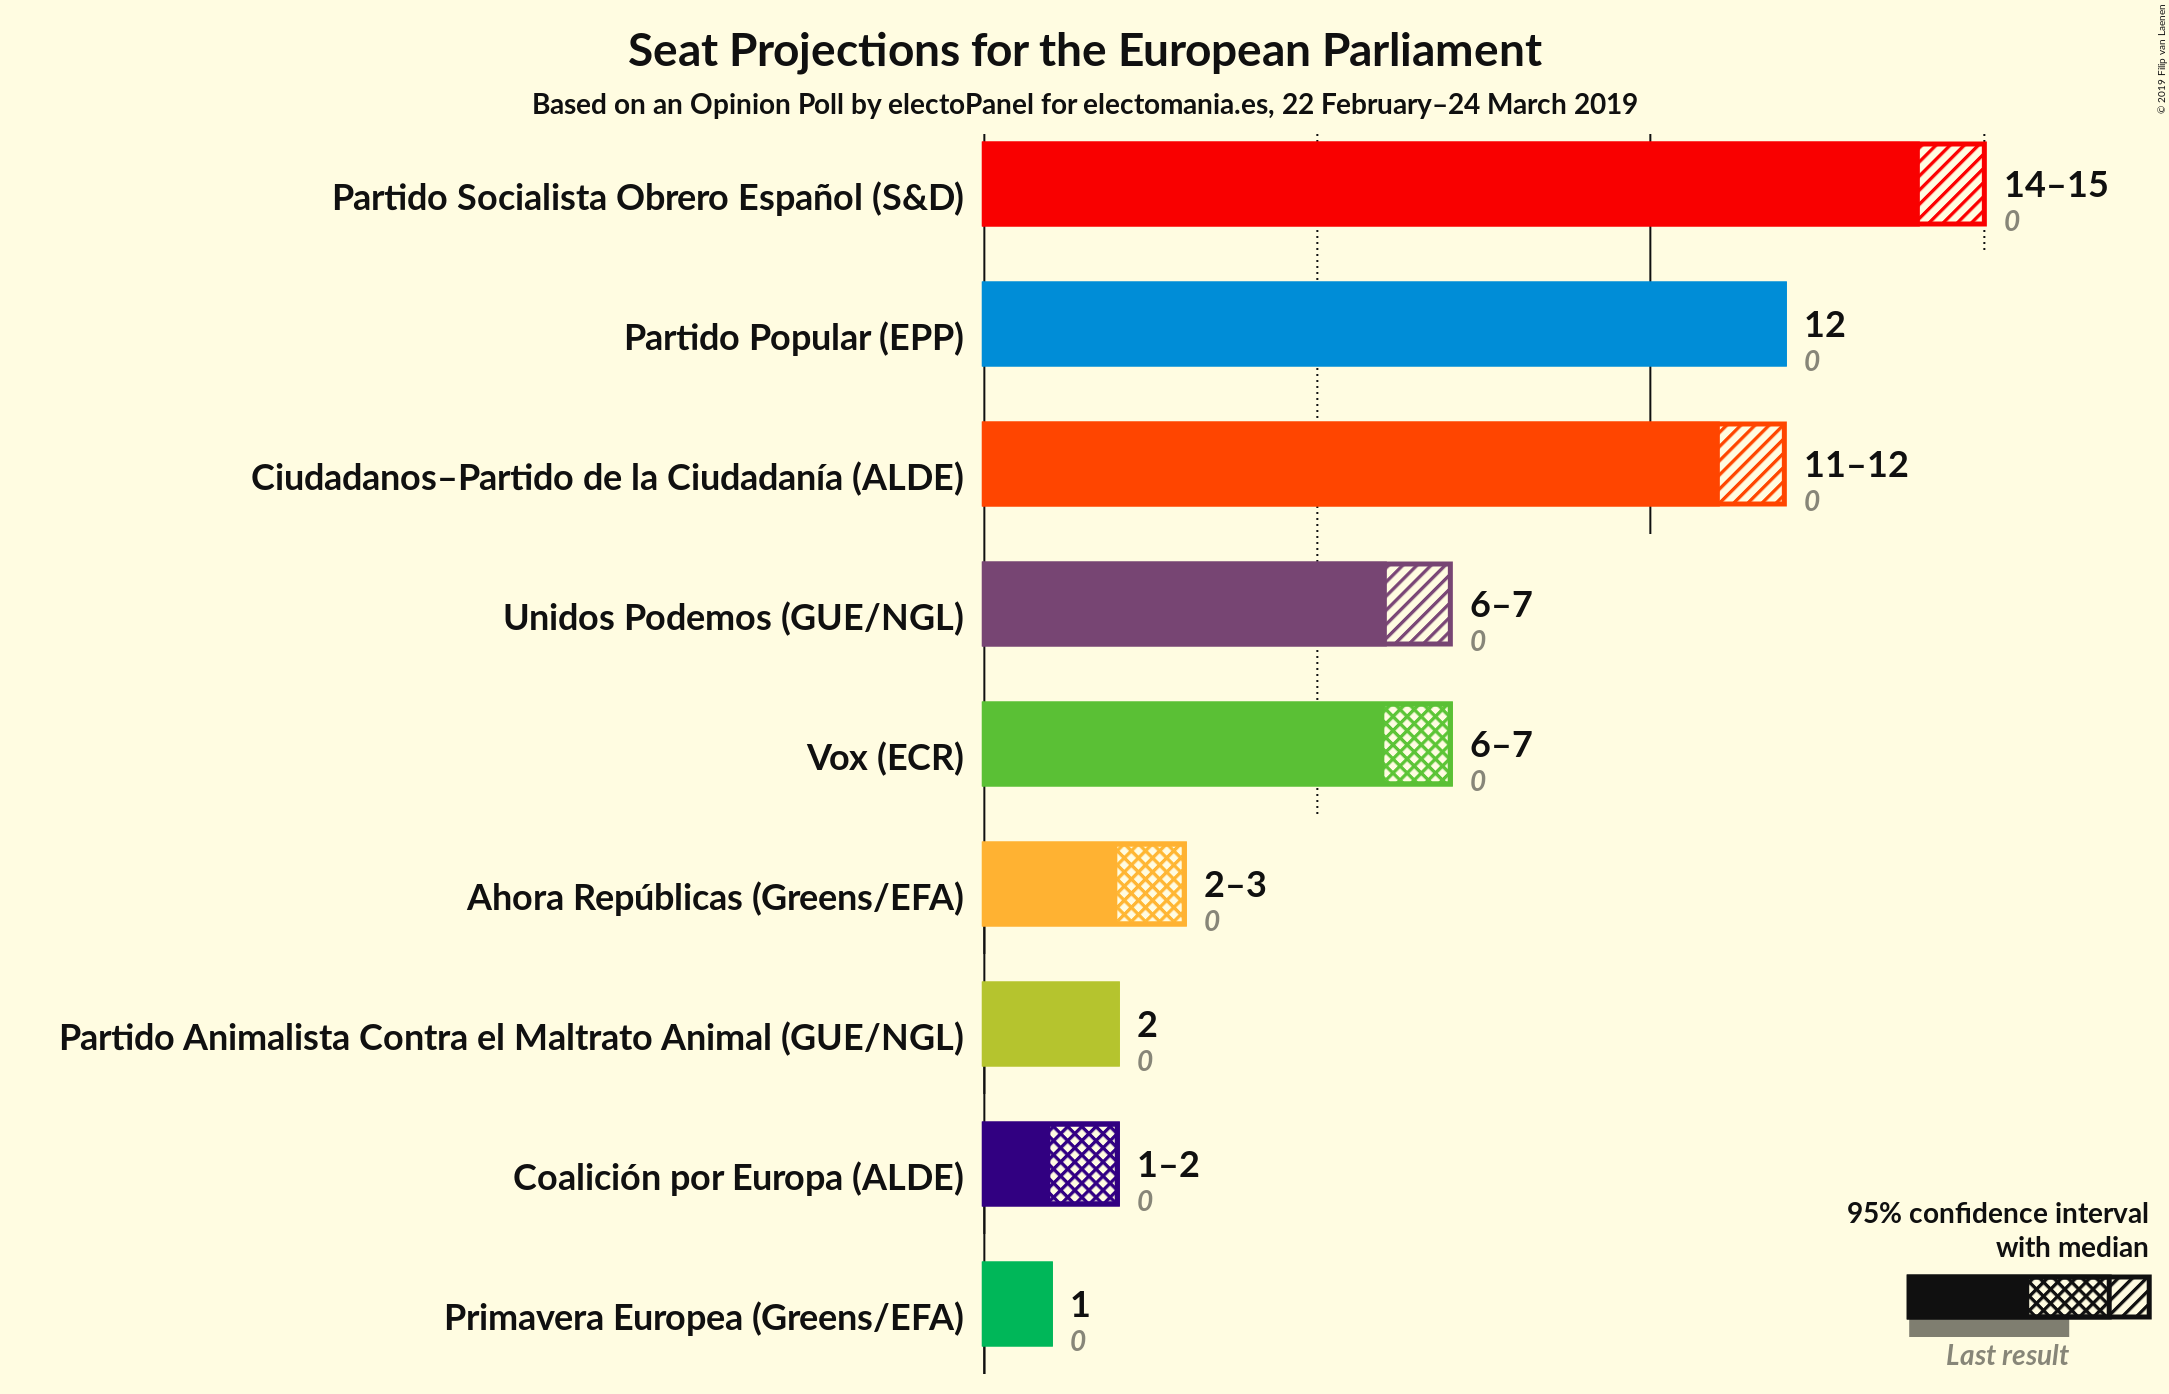 Seat Projections for the European Parliament
Based on an Opinion Poll by electoPanel for electomania.es, 22 February–24 March 2019
© 2019 Filip van Laenen
Partido Socialista Obrero Español (S&D)
14–15
0
Partido Popular (EPP)
12
0
Ciudadanos–Partido de la Ciudadanía (ALDE)
11–12
0
Unidos Podemos (GUE/NGL)
6–7
0
Vox (ECR)
6–7
0
Ahora Repúblicas (Greens/EFA)
2–3
0
Partido Animalista Contra el Maltrato Animal (GUE/NGL)
2
0
Coalición por Europa (ALDE)
1–2
0
Primavera Europea (Greens/EFA)
1
0
95% confidence interval
with median
Last result